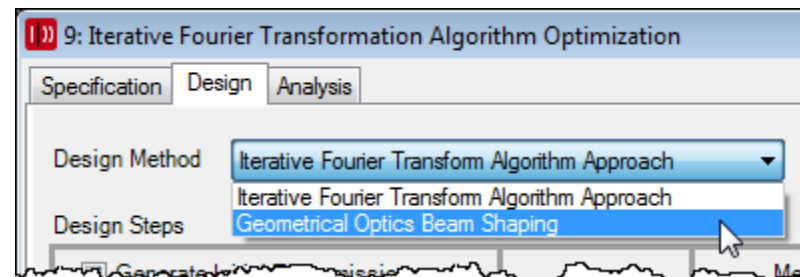 9: Iterative Fourier Transformation Algorithm Optimization
Specification Design Analysis
Design Method Iterative Fourier Transform Algorithm Approach
Iterative Fourier Transform Algorithm Approach
Design Steps Geometrical Optics Beam Shaping